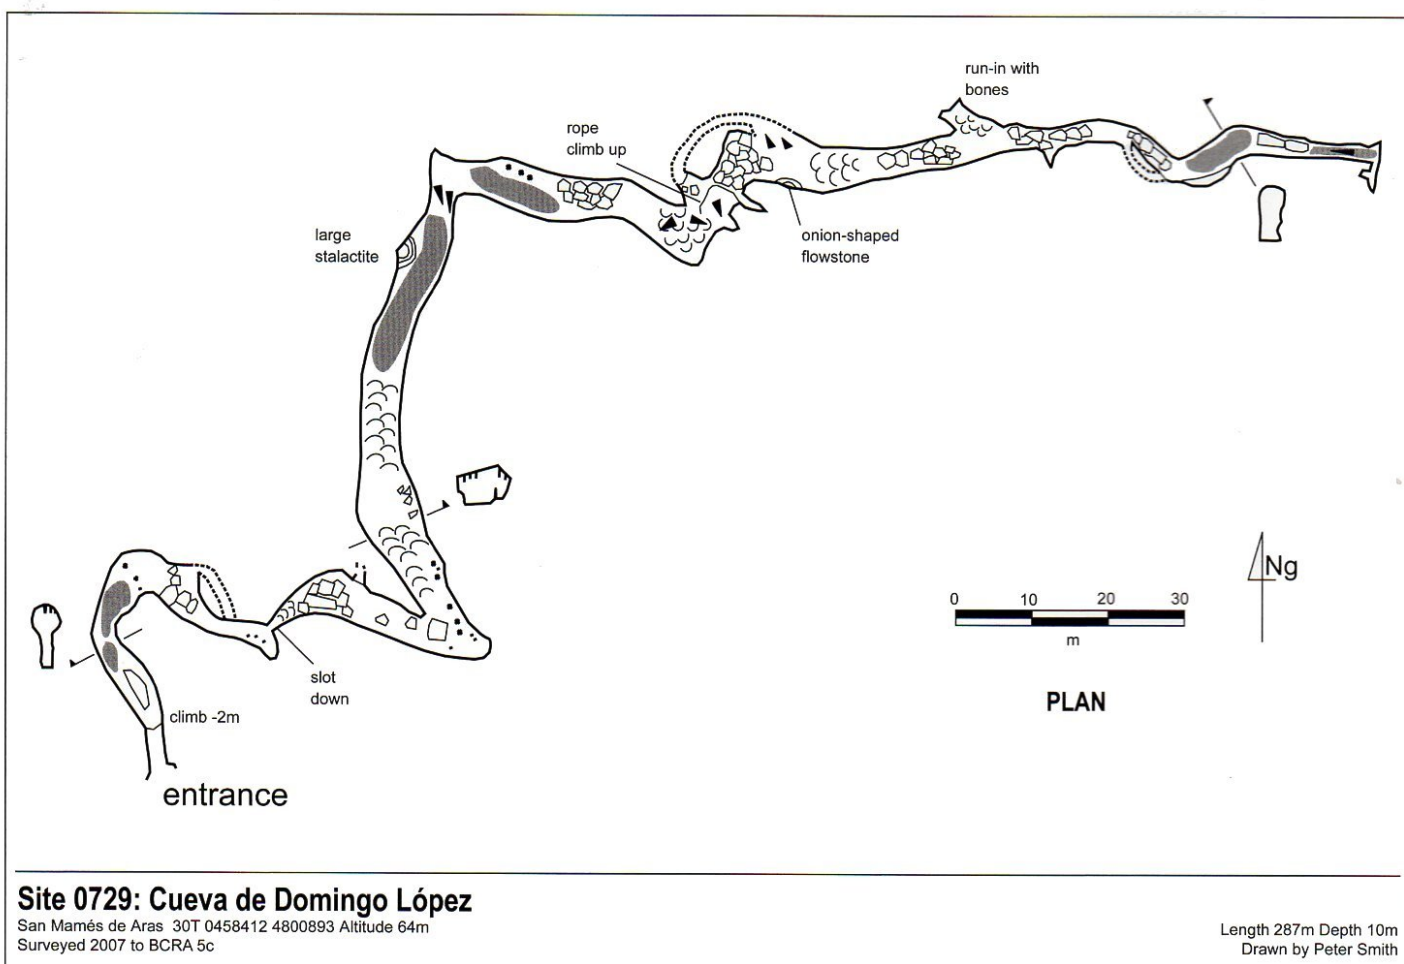 run-in with
bones
rope
climb up
large
stalactite
onion-shaped
flowstone
Ng
0 10 20 30
m
PLAN
slot
down
climb -2m
entrance
Site 0729: Cueva de Domingo López
San Mamés de Aras 30T 0458412 4800893 Altitude 64m
Surveyed 2007 to BCRA 5c
Length 287m Depth 10m
Drawn by Peter Smith